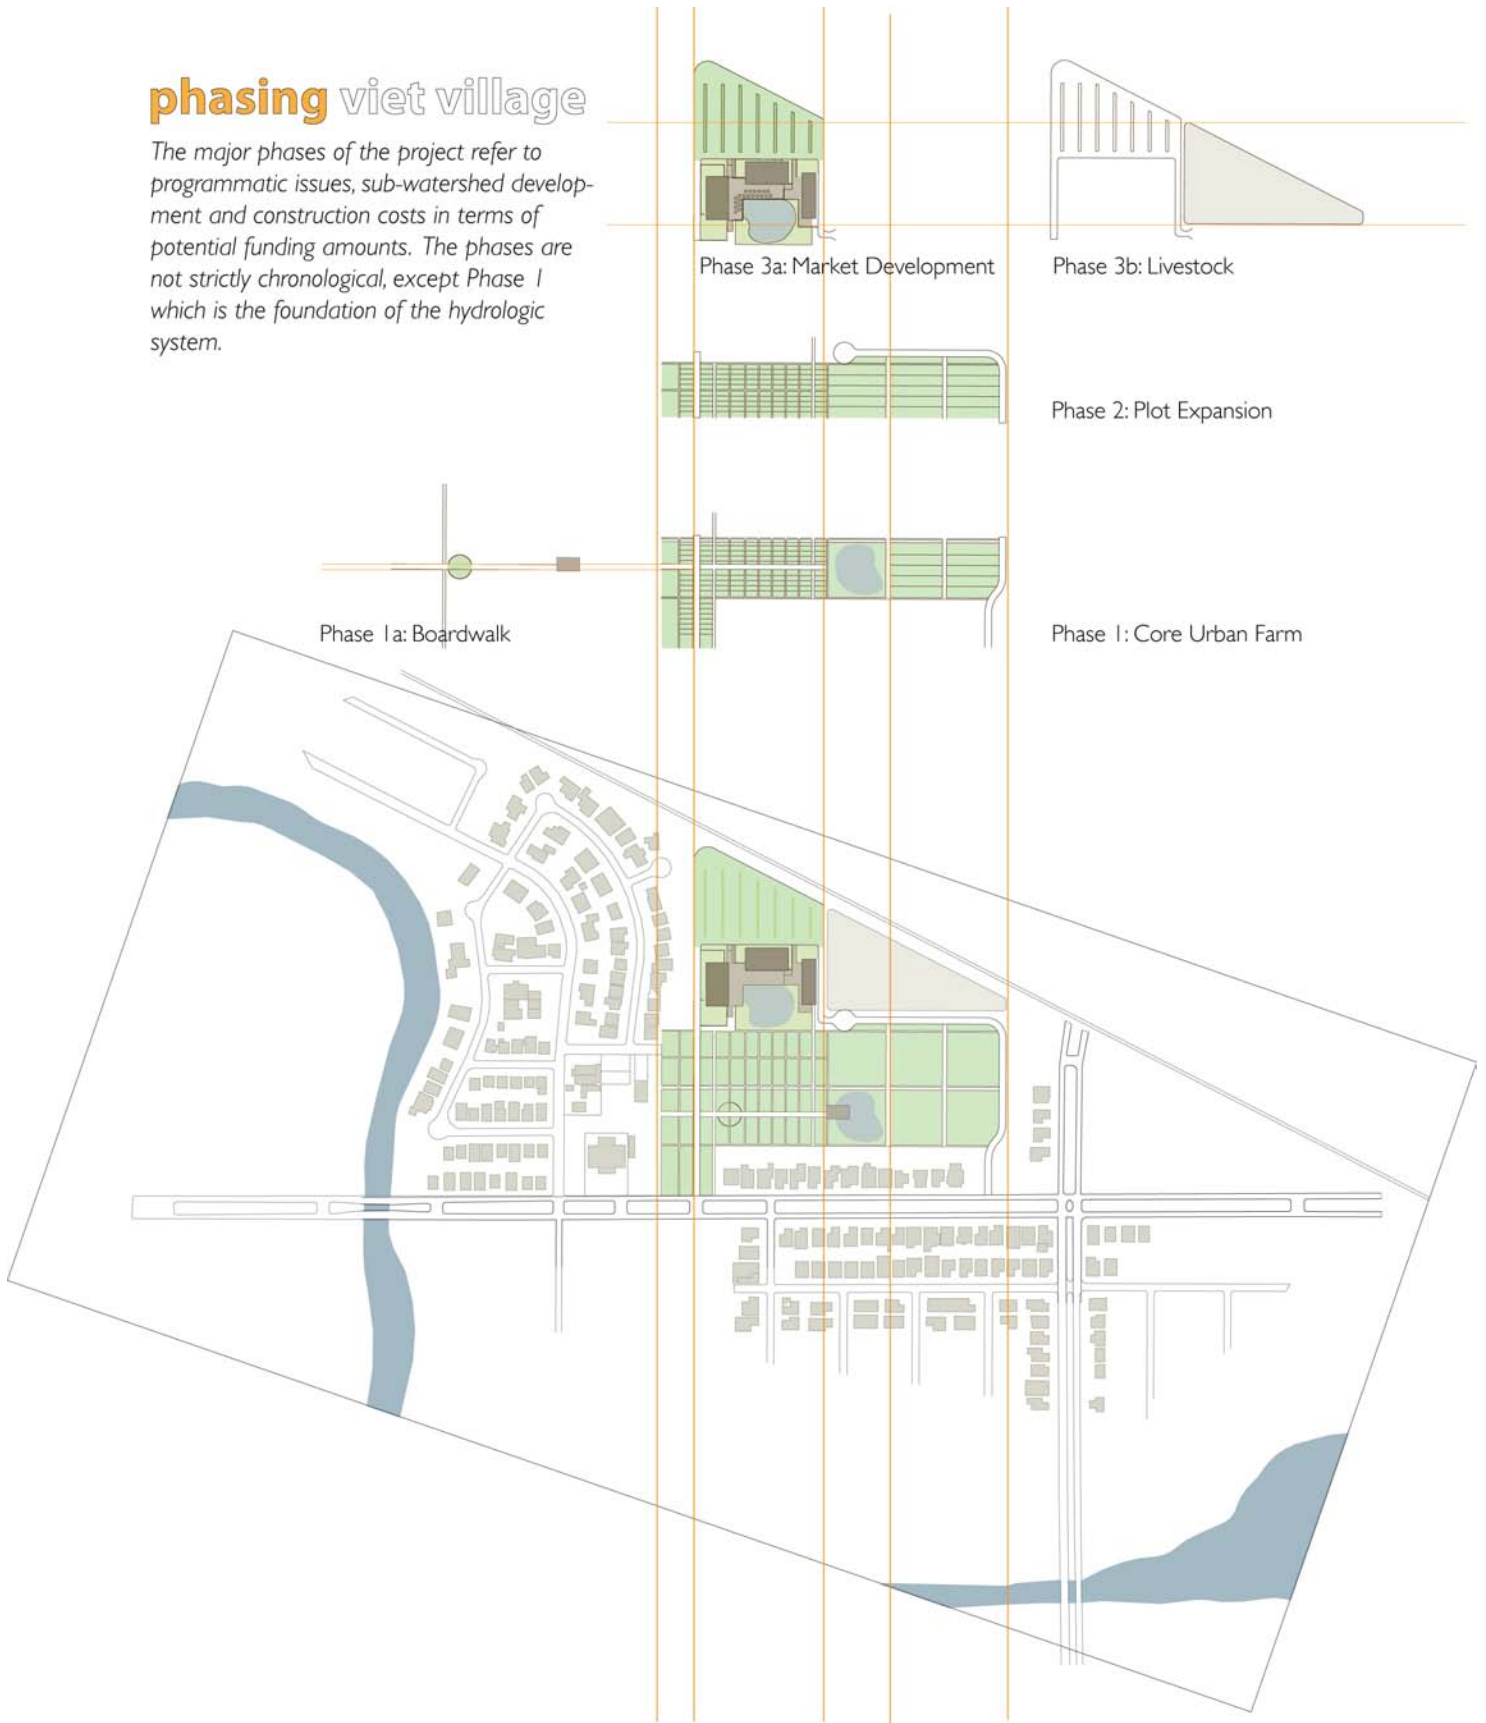 phasing viet village
The major phases of the project refer to
programmatic issues, sub-watershed develop-
ment and construction costs in terms of
potential funding amounts. The phases are
not strictly chronological, except Phase 1
which is the foundation of the hydrologic
system.
Phase 3a: Market Development
Phase 3b: Livestock
Phase 2: Plot Expansion
Phase 1a: Boardwalk
Phase 1: Core Urban Farm